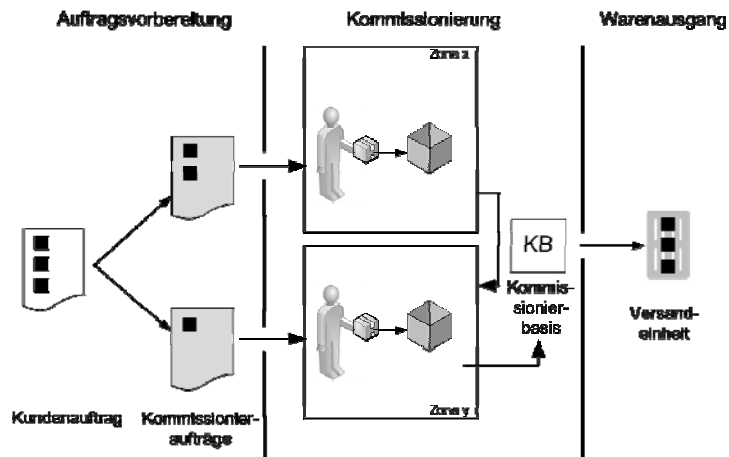 Auftragsvorbereitung
Kommissionierung
Warenausgang
Zone x
KB
Kommis-
sionier-
basis
Versand-
einheit
Kundenauftrag
Kommissionier-
aufträge
Zone y